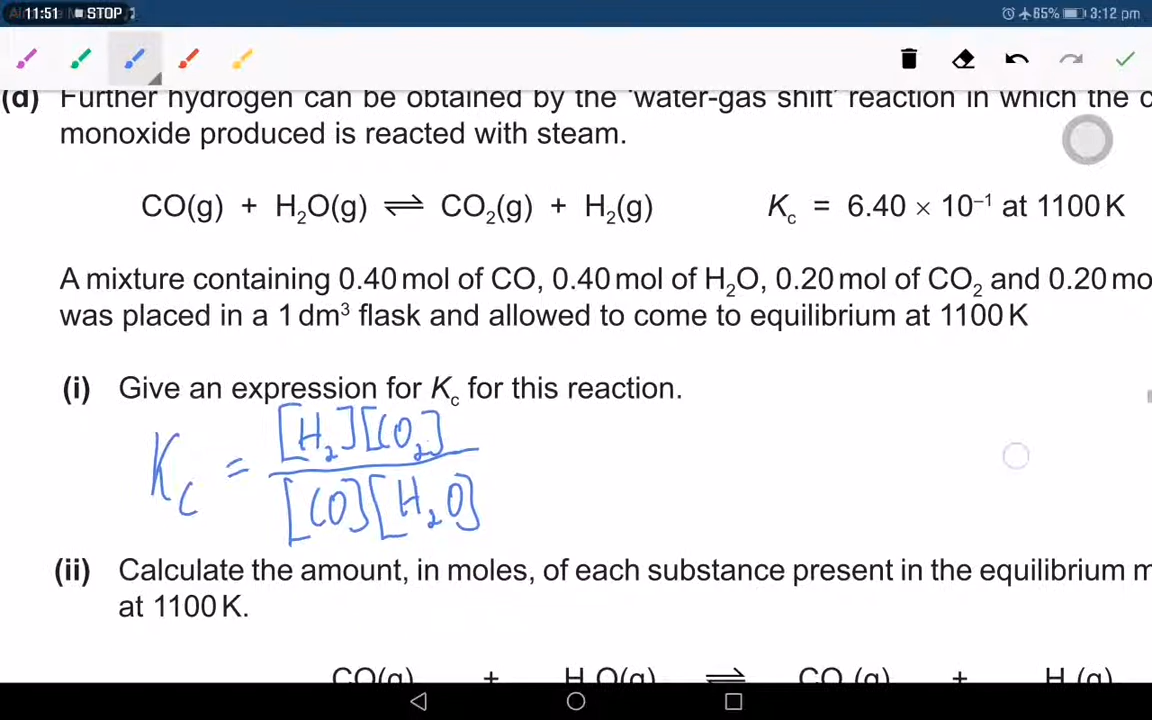 11:51 STOP 65% 3:12 pm
(d) Further hydrogen can be obtained by the 'water-gas shift' reaction in which the c
monoxide produced is reacted with steam.
CO(g) + H₂O(g) ⇌ CO₂(g) + H₂(g) K꜀ = 6.40 × 10⁻¹ at 1100 K
A mixture containing 0.40 mol of CO, 0.40 mol of H₂O, 0.20 mol of CO₂ and 0.20 mo
was placed in a 1 dm³ flask and allowed to come to equilibrium at 1100 K
(i) Give an expression for K꜀ for this reaction.
[H₂][CO₂]
K꜀ =
[CO][H₂O]
(ii) Calculate the amount, in moles, of each substance present in the equilibrium m
at 1100 K.
CO(g) + H₂O(g) ⇌ CO₂(g) + H₂(g)